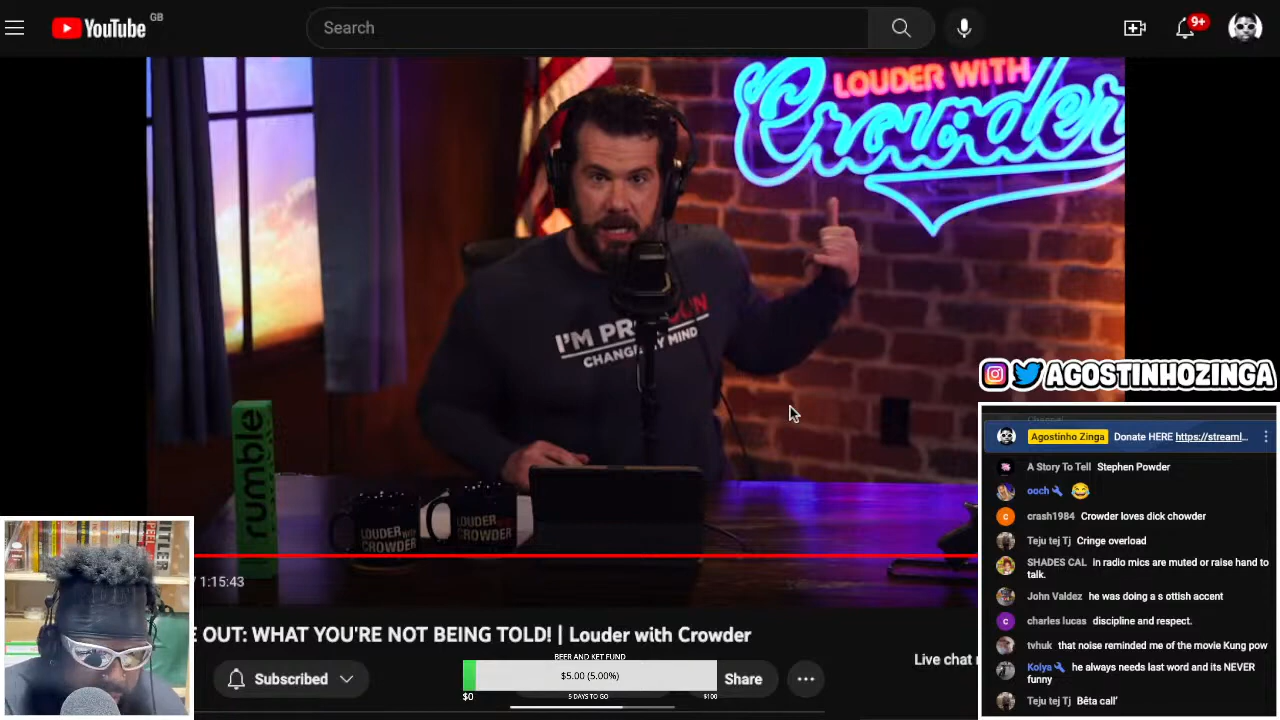 YouTube GB
Search
9+
LOUDER WITH
Crowder
I'M PR
CHANGE MY MIND
rumble
LOUDER WITH
CROWDER
LOUDER WITH
CROWDER
/ 1:15:43
AGOSTINHOZINGA
Agostinho Zinga Donate HERE https://streaml...
A Story To Tell Stephen Powder
ooch 😂
crash1984 Crowder loves dick chowder
Teju tej Tj Cringe overload
SHADES CAL in radio mics are muted or raise hand to
talk.
John Valdez he was doing a s ottish accent
charles lucas discipline and respect.
tvhuk that noise reminded me of the movie Kung pow
Kolya he always needs last word and its NEVER
funny
Teju tej Tj Bêta call'
E OUT: WHAT YOU'RE NOT BEING TOLD! | Louder with Crowder
Live chat r
Subscribed
BEER AND KET FUND
$5.00 (5.00%)
$0
5 DAYS TO GO
$100
Share